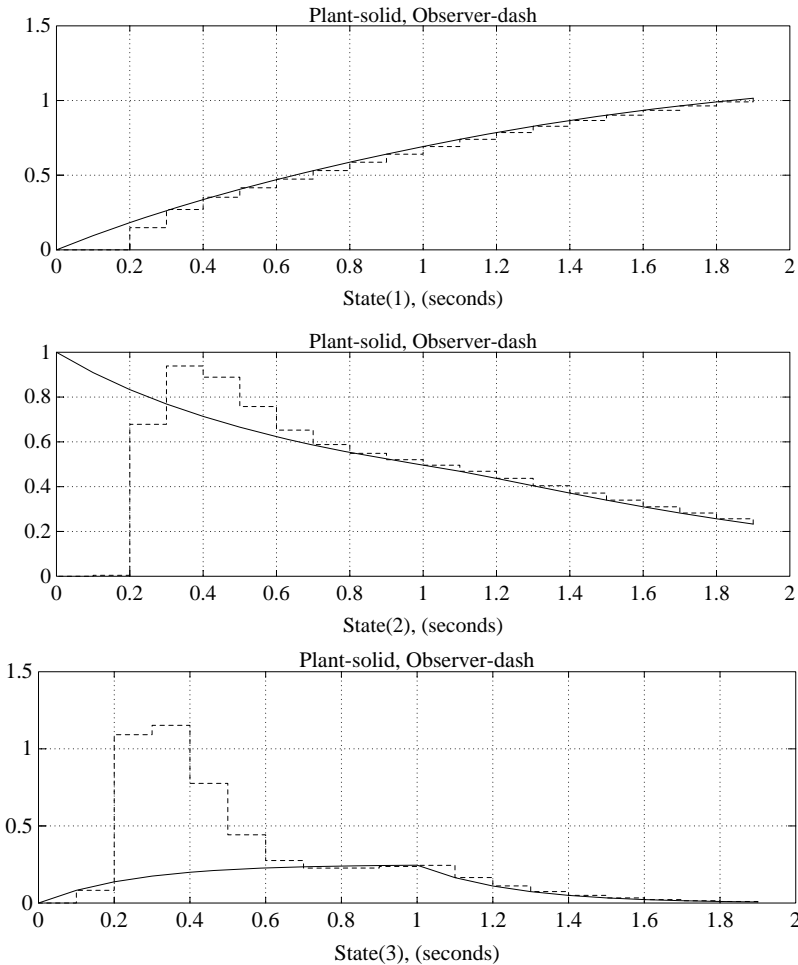 Plant-solid, Observer-dash
1.5
1
0.5
0
0 0.2 0.4 0.6 0.8 1 1.2 1.4 1.6 1.8 2
State(1), (seconds)
Plant-solid, Observer-dash
1
0.8
0.6
0.4
0.2
0
0 0.2 0.4 0.6 0.8 1 1.2 1.4 1.6 1.8 2
State(2), (seconds)
Plant-solid, Observer-dash
1.5
1
0.5
0
0 0.2 0.4 0.6 0.8 1 1.2 1.4 1.6 1.8 2
State(3), (seconds)